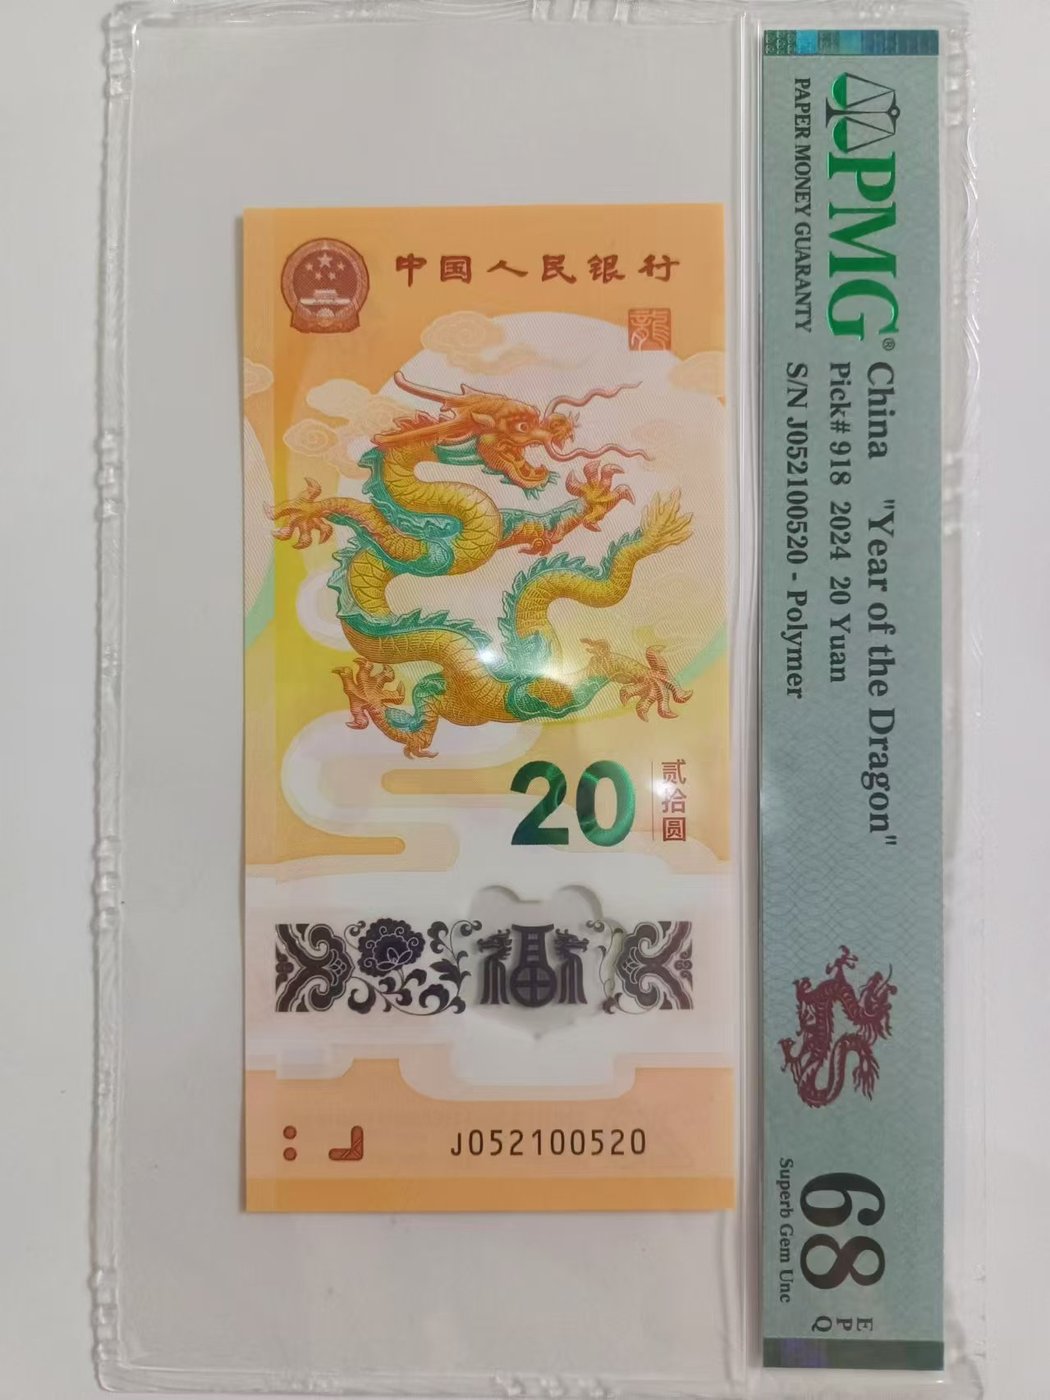 中国人民银行
龍
20
贰拾圆
J052100520
PMG®
PAPER MONEY GUARANTY
China "Year of the Dragon"
Pick# 918 2024 20 Yuan
S/N J052100520 - Polymer
68
EPQ
Superb Gem Unc